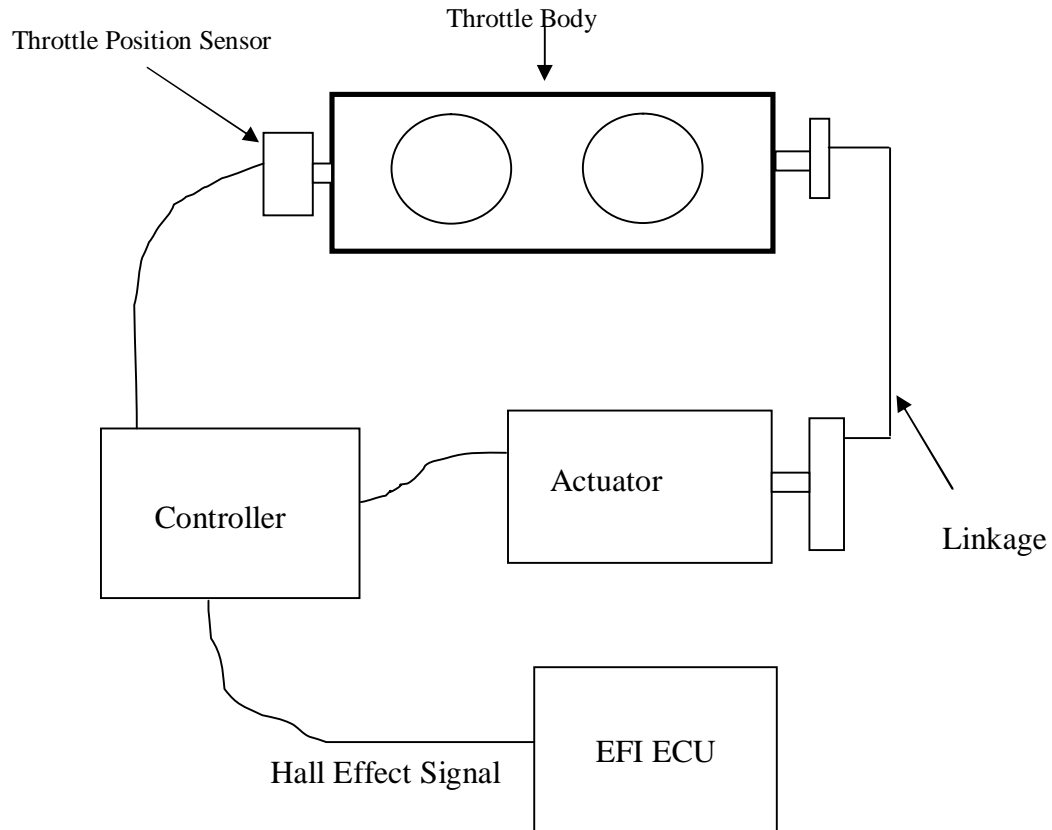 Throttle Body
Throttle Position Sensor
Controller
Actuator
Linkage
Hall Effect Signal
EFI ECU